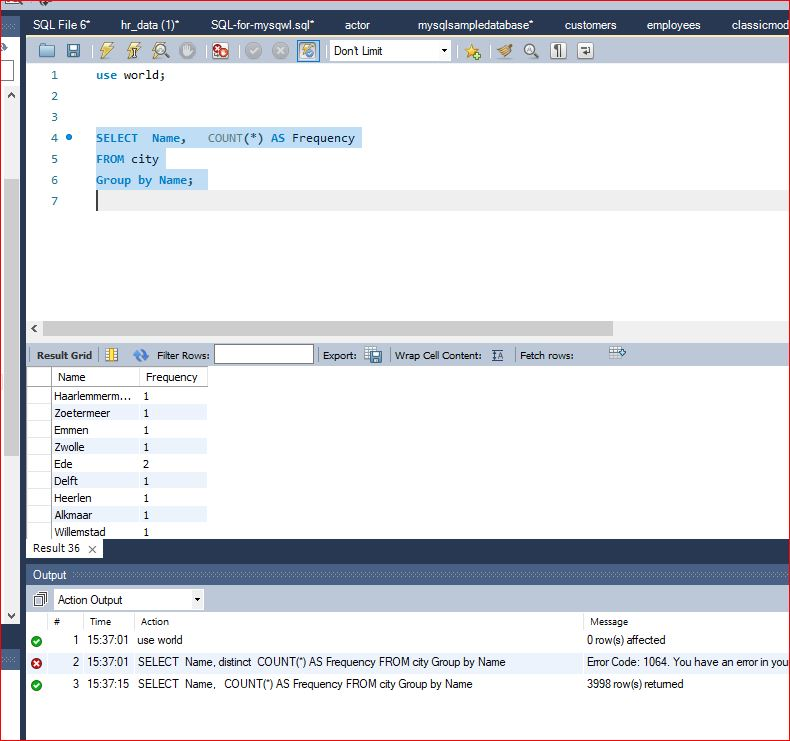 SQL File 6* hr_data (1)* SQL-for-mysqwl.sql* actor mysqlsampledatabase* customers employees classicmod
Don't Limit
1 use world;
2
3
4 SELECT Name, COUNT(*) AS Frequency
5 FROM city
6 Group by Name;
7
Result Grid Filter Rows: Export: Wrap Cell Content: Fetch rows:
Name Frequency
Haarlemmerm... 1
Zoetermeer 1
Emmen 1
Zwolle 1
Ede 2
Delft 1
Heerlen 1
Alkmaar 1
Willemstad 1
Result 36
Output
Action Output
# Time Action Message
1 15:37:01 use world 0 row(s) affected
2 15:37:01 SELECT Name, distinct COUNT(*) AS Frequency FROM city Group by Name Error Code: 1064. You have an error in you
3 15:37:15 SELECT Name, COUNT(*) AS Frequency FROM city Group by Name 3998 row(s) returned